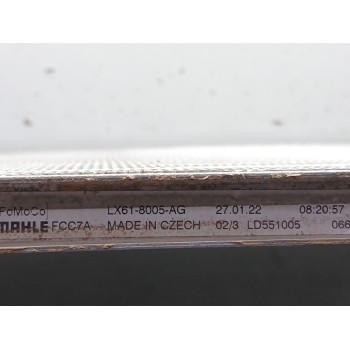 FoMoCo LX61-8005-AG 27.01.22 08:20:57
MAHLE FCC7A MADE IN CZECH 02/3 LD551005 066